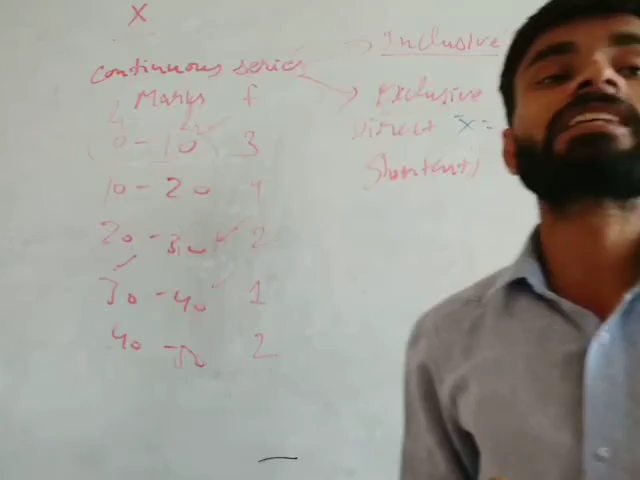 X
continuous series
Inclusive
Exclusive
Marks f
0-10 3
Direct x̄ =
10-20 4
20-30 2
30-40 1
40-50 2